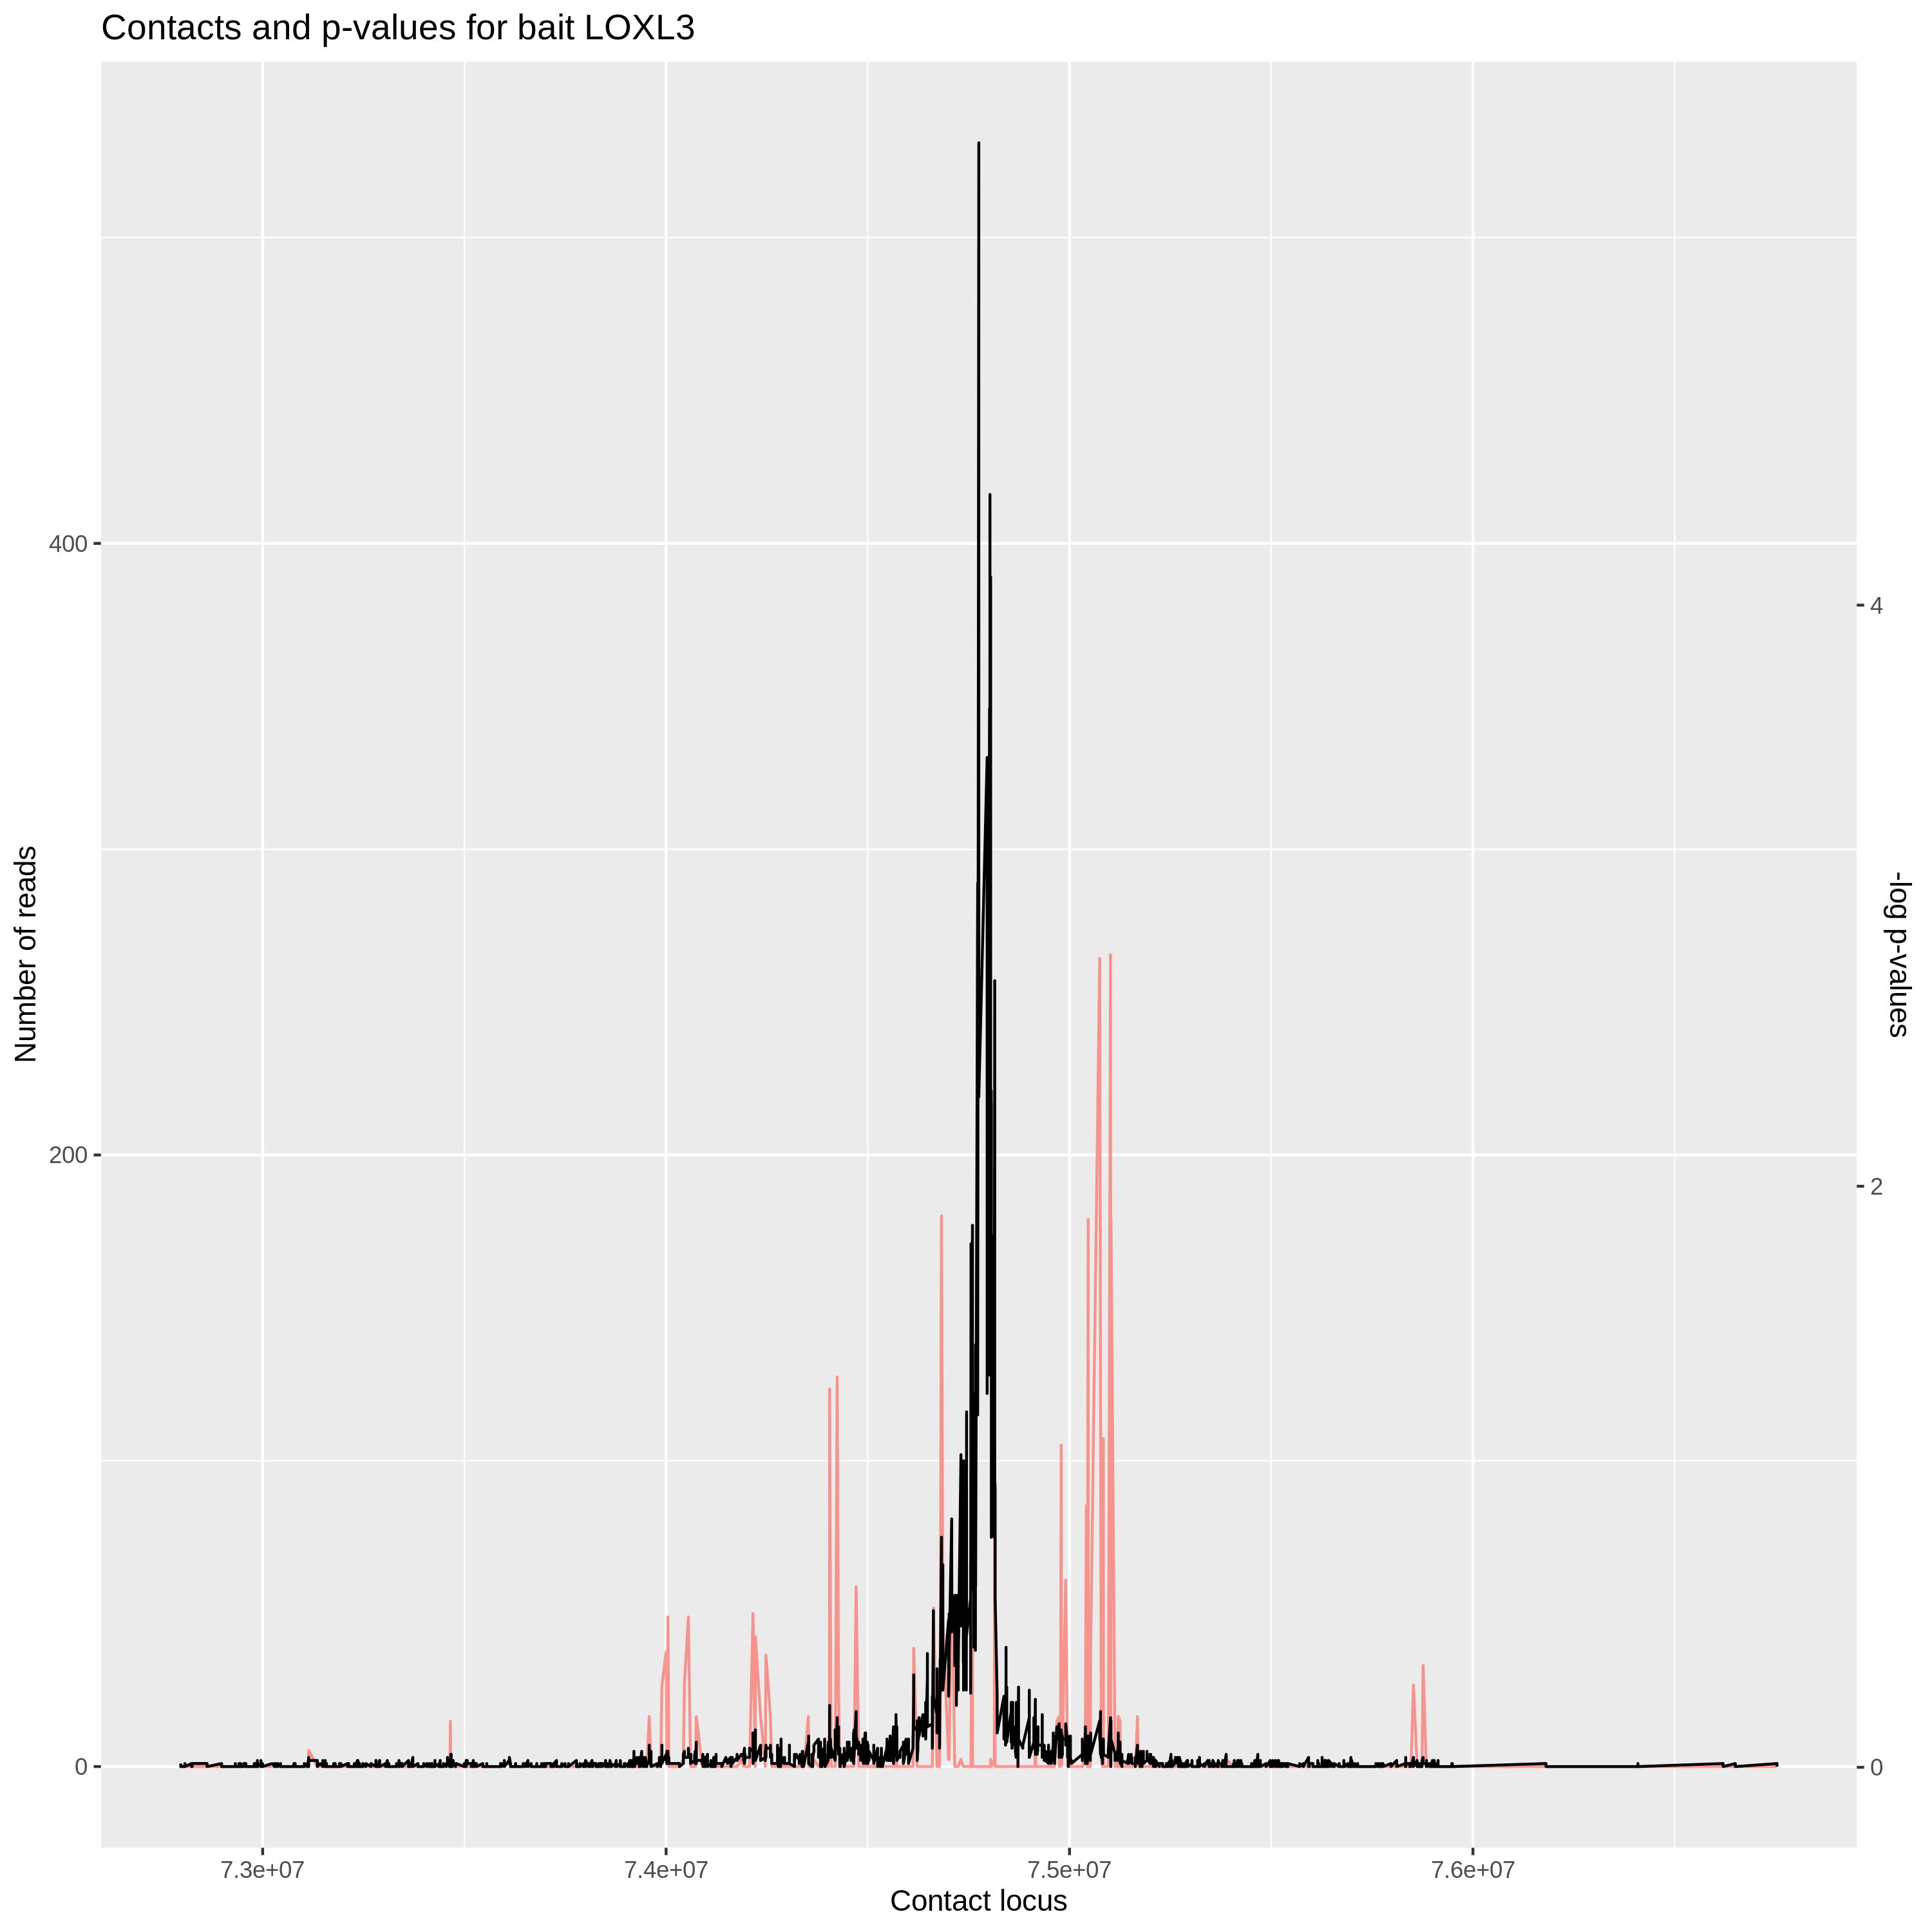 Contacts and p-values for bait LOXL3
400
200
0
4
2
0
Number of reads
-log p-values
7.3e+07 7.4e+07 7.5e+07 7.6e+07
Contact locus